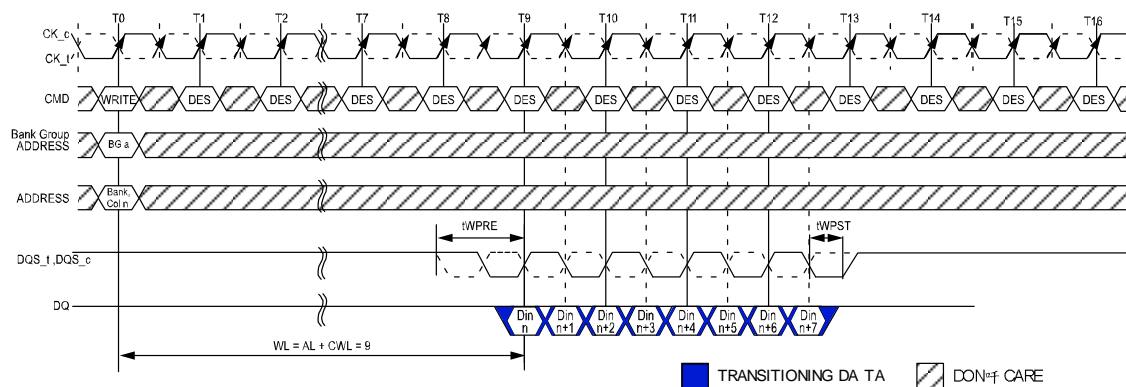 T0 T1 T2 T7 T8 T9 T10 T11 T12 T13 T14 T15 T16
CK_c
CK_t
CMD WRITE DES DES DES DES DES DES DES DES DES DES DES DES
Bank Group
ADDRESS BG a
ADDRESS Bank, Col n.
tWPRE tWPST
DQS_t ,DQS_c
DQ Din n Din n+1 Din n+2 Din n+3 Din n+4 Din n+5 Din n+6 Din n+7
WL = AL + CWL = 9
TRANSITIONING DA TA CARE